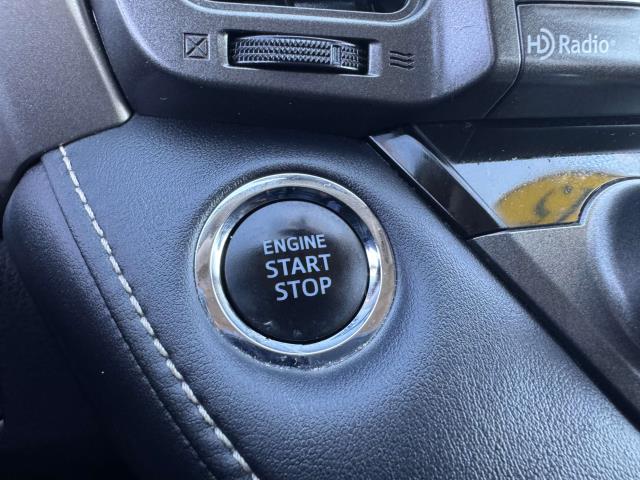 HD Radio®
ENGINE
START
STOP